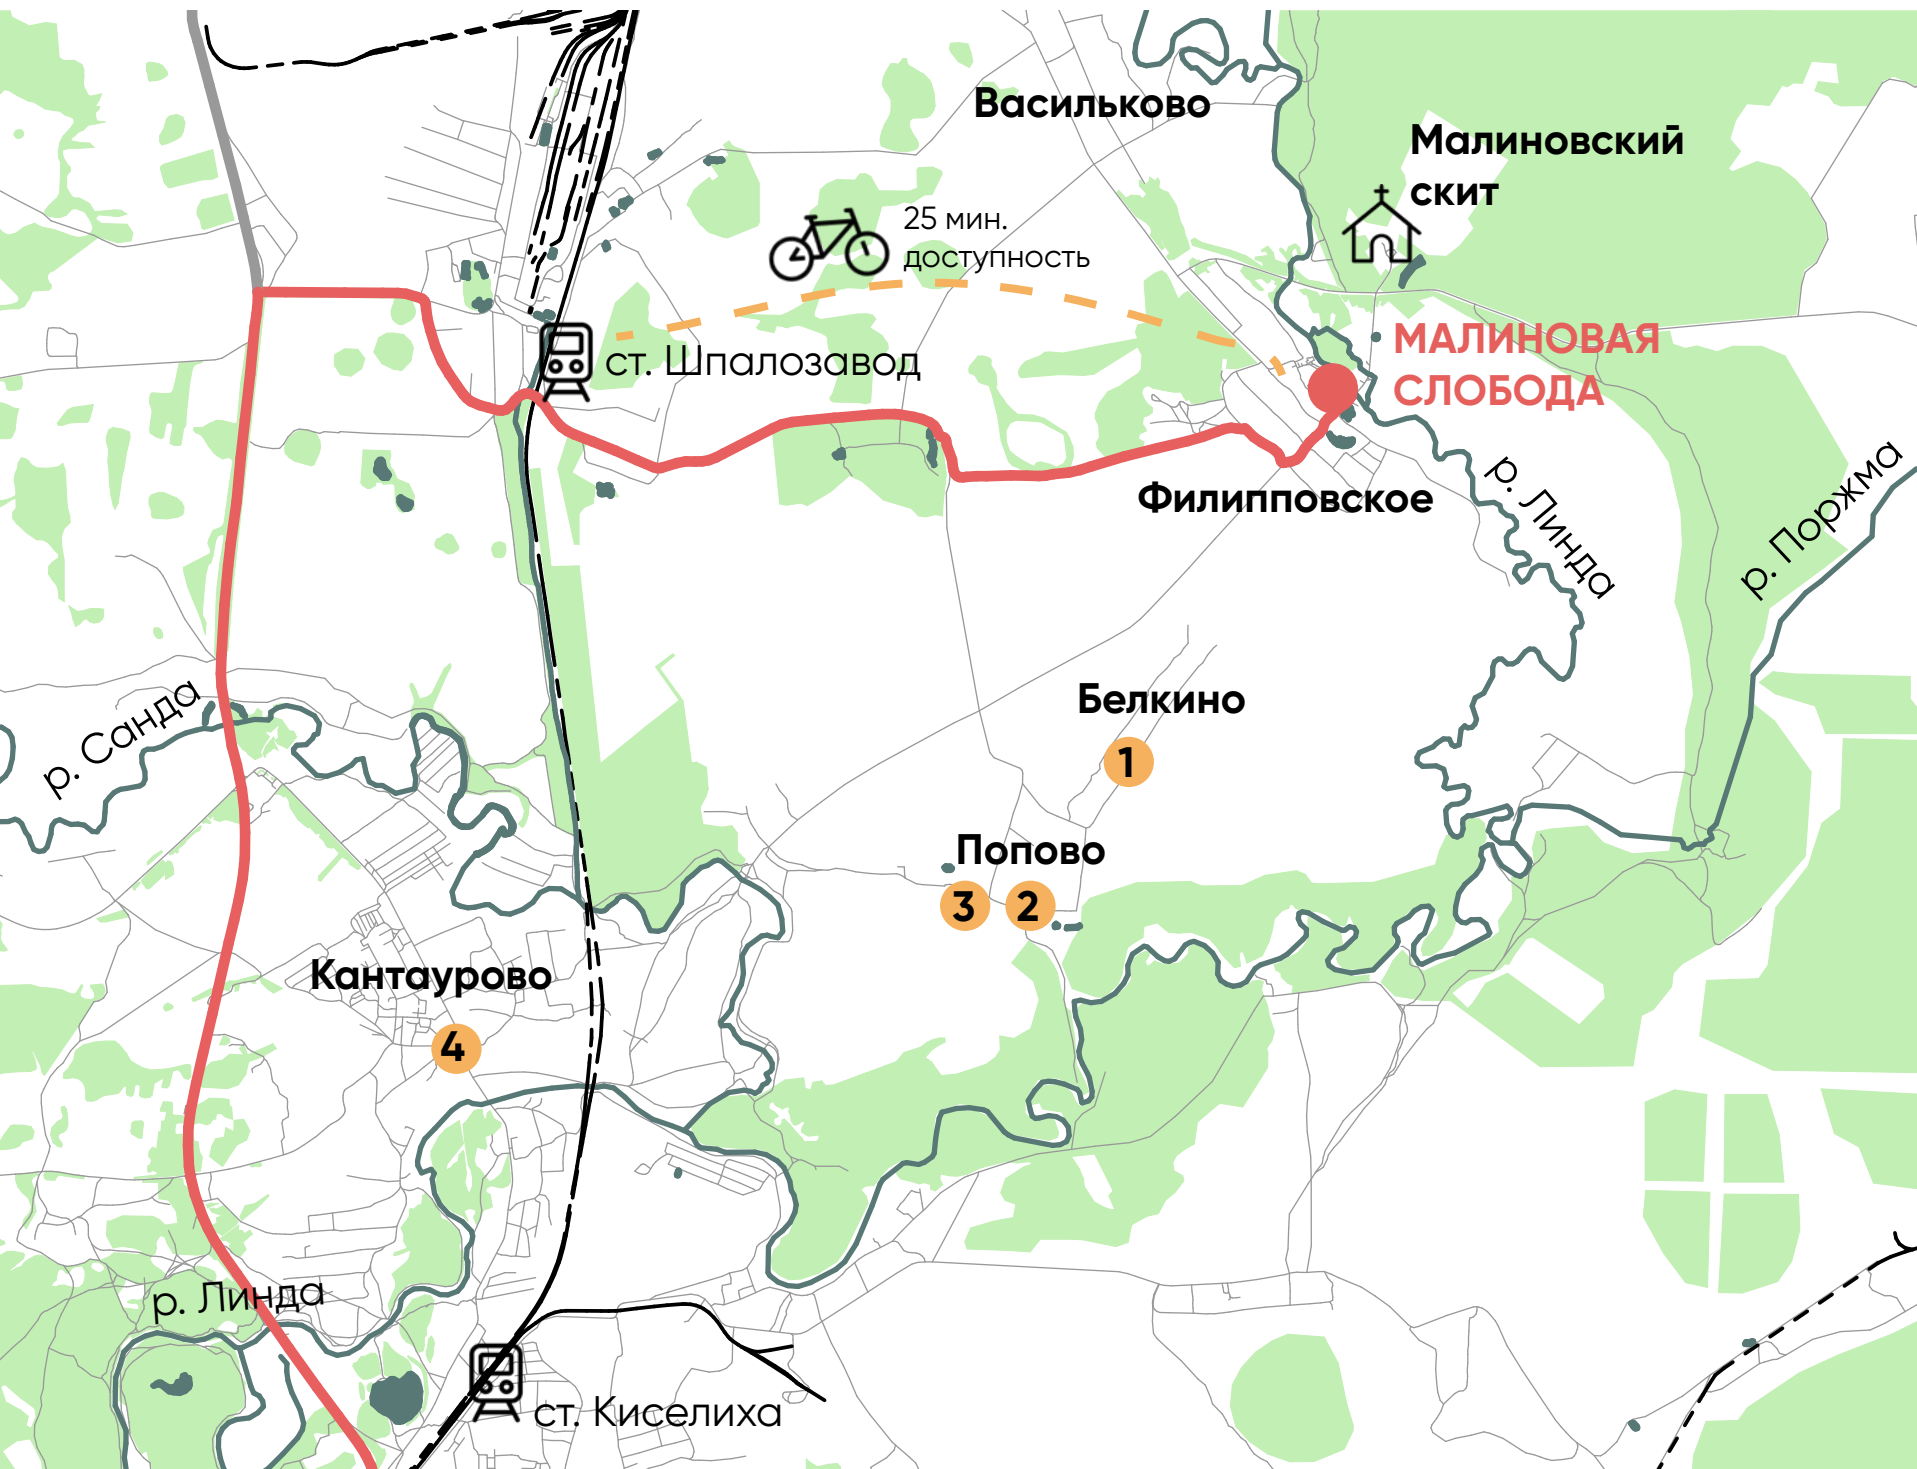 Васильково
Малиновский
скит
25 мин.
доступность
ст. Шпалозавод
МАЛИНОВАЯ
СЛОБОДА
Филипповское
р. Линда
р. Поржма
р. Санда
Белкино
1
Попово
3
2
Кантаурово
4
р. Линда
ст. Киселиха